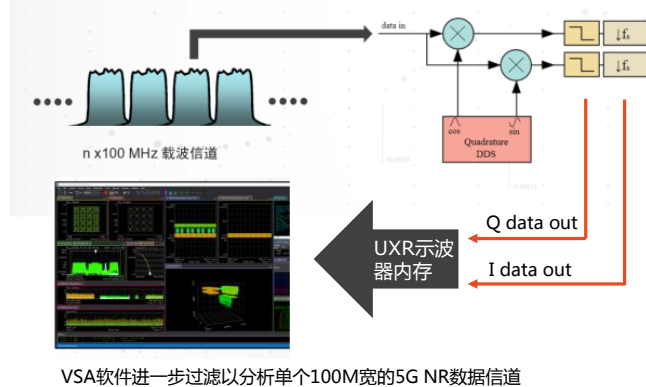 data in
↓fₛ
↓fₛ
cos
sin
Quadrature
DDS
n x100 MHz 载波信道
Q data out
UXR示波
器内存
I data out
VSA软件进一步过滤以分析单个100M宽的5G NR数据信道